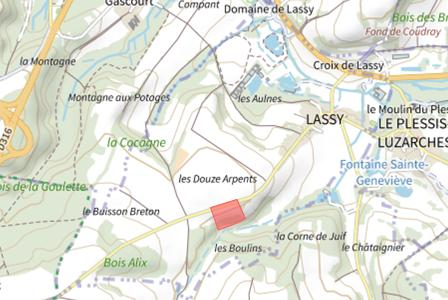 Gascourt
Compant
Domaine de Lassy
Bois des
Fond de Coudray
la Montagne
Croix de Lassy
Montagne aux Potages
les Aulnes
le Moulin du Ples
LASSY
LE PLESSIS
LUZARCHES
D316
la Cocagne
Fontaine Sainte-
Geneviève
les Douze Arpents
ois de la Goulette
le Buisson Breton
la Corne de Juif
les Boulins
le Châtaignier
Bois Alix